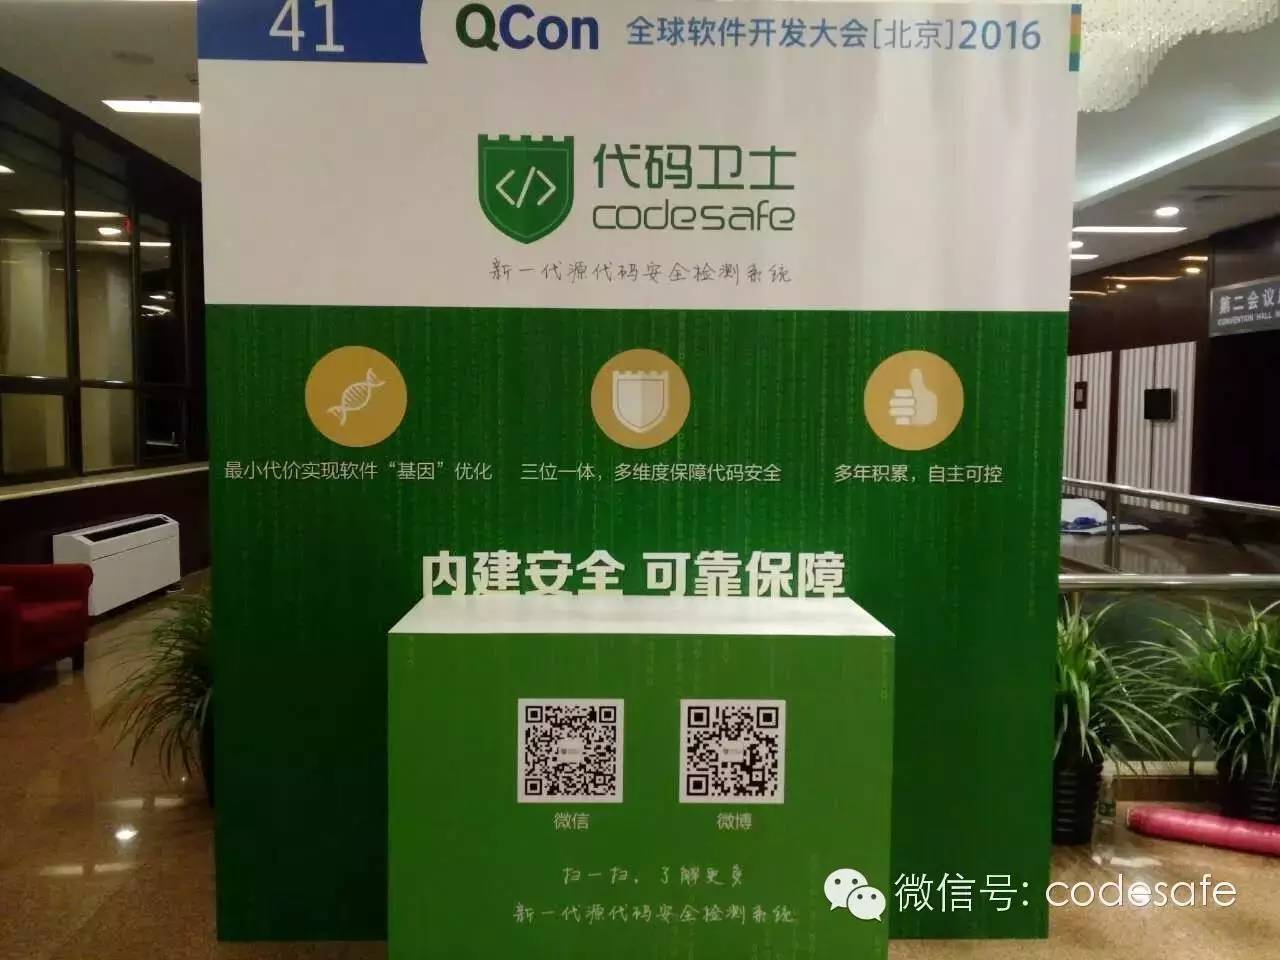 41
QCon 全球软件开发大会[北京]2016
代码卫士
codesafe
新一代源代码安全检测系统
第二会议
CONVENTION HALL
最小代价实现软件“基因”优化
三位一体，多维度保障代码安全
多年积累，自主可控
内建安全 可靠保障
微信
微博
扫一扫，了解更多
新一代源代码安全检测系统
微信号: codesafe